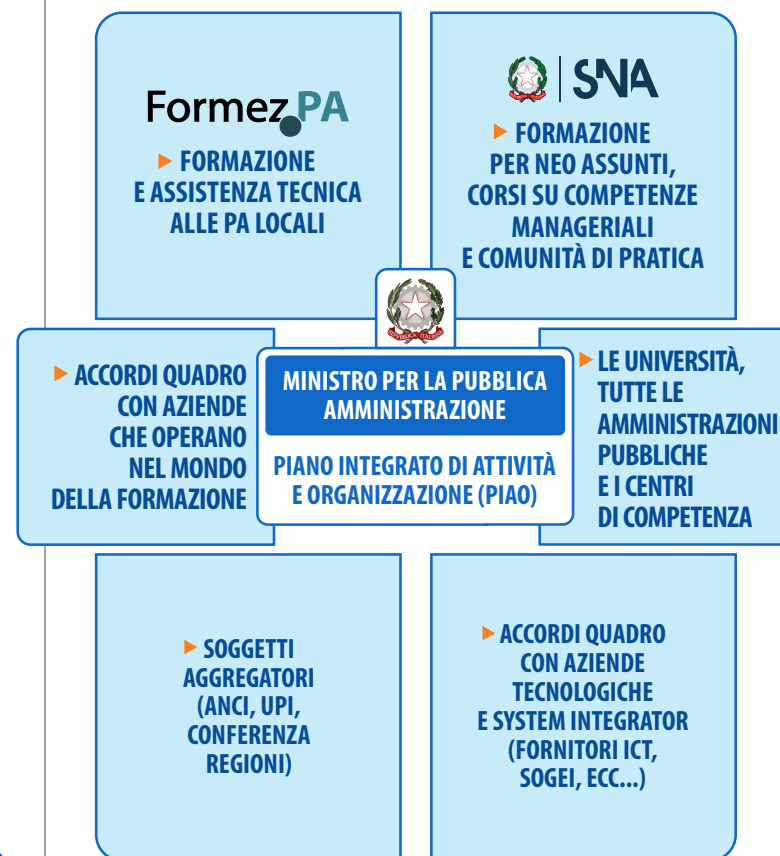 Formez PA
▶ FORMAZIONE
E ASSISTENZA TECNICA
ALLE PA LOCALI
SNA
▶ FORMAZIONE
PER NEO ASSUNTI,
CORSI SU COMPETENZE
MANAGERIALI
E COMUNITÀ DI PRATICA
▶ ACCORDI QUADRO
CON AZIENDE
CHE OPERANO
NEL MONDO
DELLA FORMAZIONE
MINISTRO PER LA PUBBLICA
AMMINISTRAZIONE
PIANO INTEGRATO DI ATTIVITÀ
E ORGANIZZAZIONE (PIAO)
▶ LE UNIVERSITÀ,
TUTTE LE
AMMINISTRAZIONI
PUBBLICHE
E I CENTRI
DI COMPETENZA
▶ SOGGETTI
AGGREGATORI
(ANCI, UPI,
CONFERENZA
REGIONI)
▶ ACCORDI QUADRO
CON AZIENDE
TECNOLOGICHE
E SYSTEM INTEGRATOR
(FORNITORI ICT,
SOGEI, ECC...)